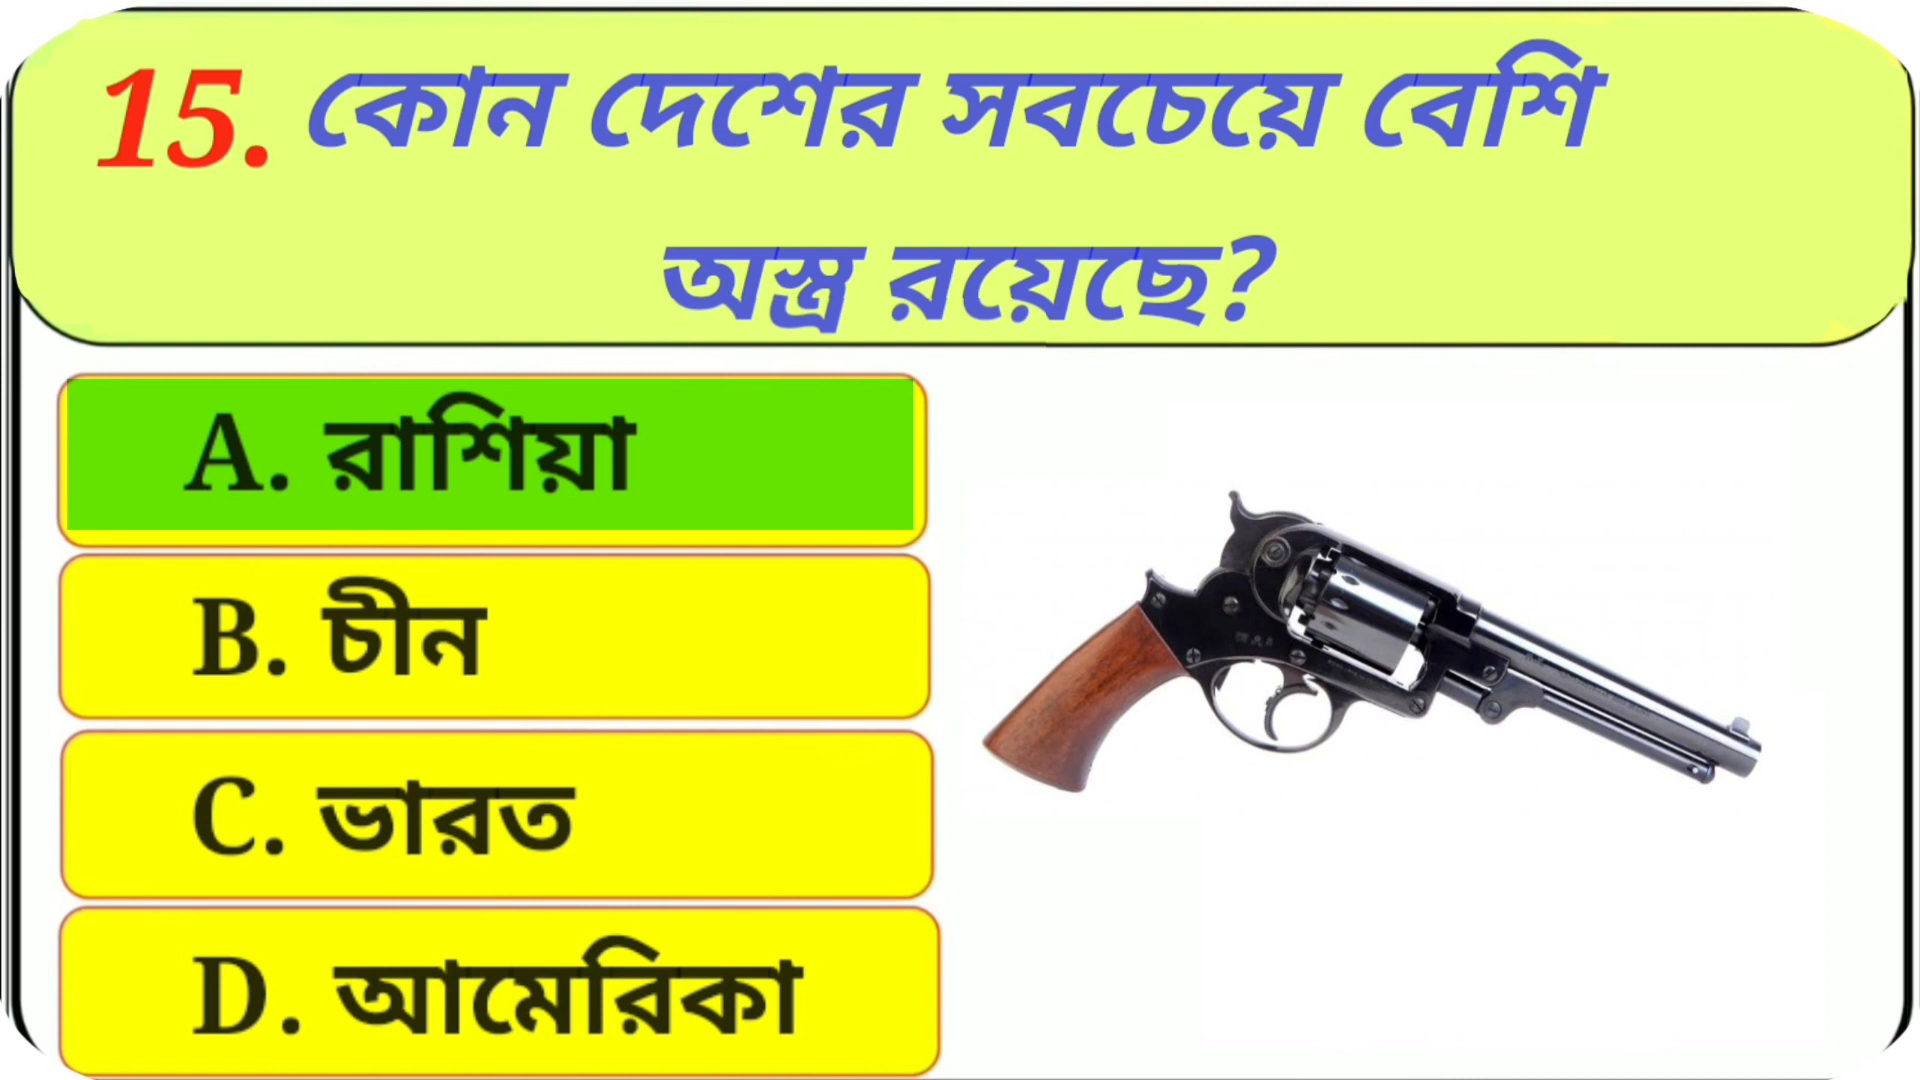 15. কোন দেশের সবচেয়ে বেশি
অস্ত্র রয়েছে?
A. রাশিয়া
B. চীন
C. ভারত
D. আমেরিকা